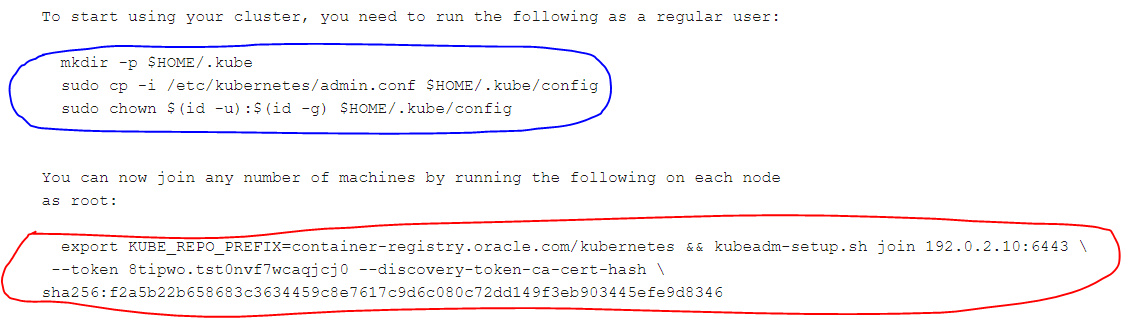 To start using your cluster, you need to run the following as a regular user:
mkdir -p $HOME/.kube
sudo cp -i /etc/kubernetes/admin.conf $HOME/.kube/config
sudo chown $(id -u):$(id -g) $HOME/.kube/config
You can now join any number of machines by running the following on each node
as root:
export KUBE_REPO_PREFIX=container-registry.oracle.com/kubernetes && kubeadm-setup.sh join 192.0.2.10:6443 \
--token 8tipwo.tst0nvf7wcaqjcj0 --discovery-token-ca-cert-hash \
sha256:f2a5b22b658683c3634459c8e7617c9d6c080c72dd149f3eb903445efe9d8346